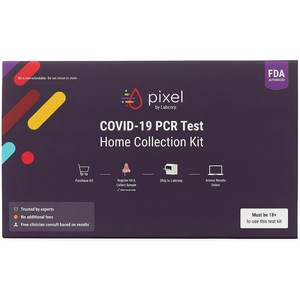 Kit is non-refundable. Do not return to store.
FDA
AUTHORIZED
pixel
by Labcorp
COVID-19 PCR Test
Home Collection Kit
Purchase Kit
Register Kit &
Collect Sample
Ship to Labcorp
Access Results
Online
Trusted by experts
No additional fees
Free clinician consult based on results
Must be 18+
to use this test kit